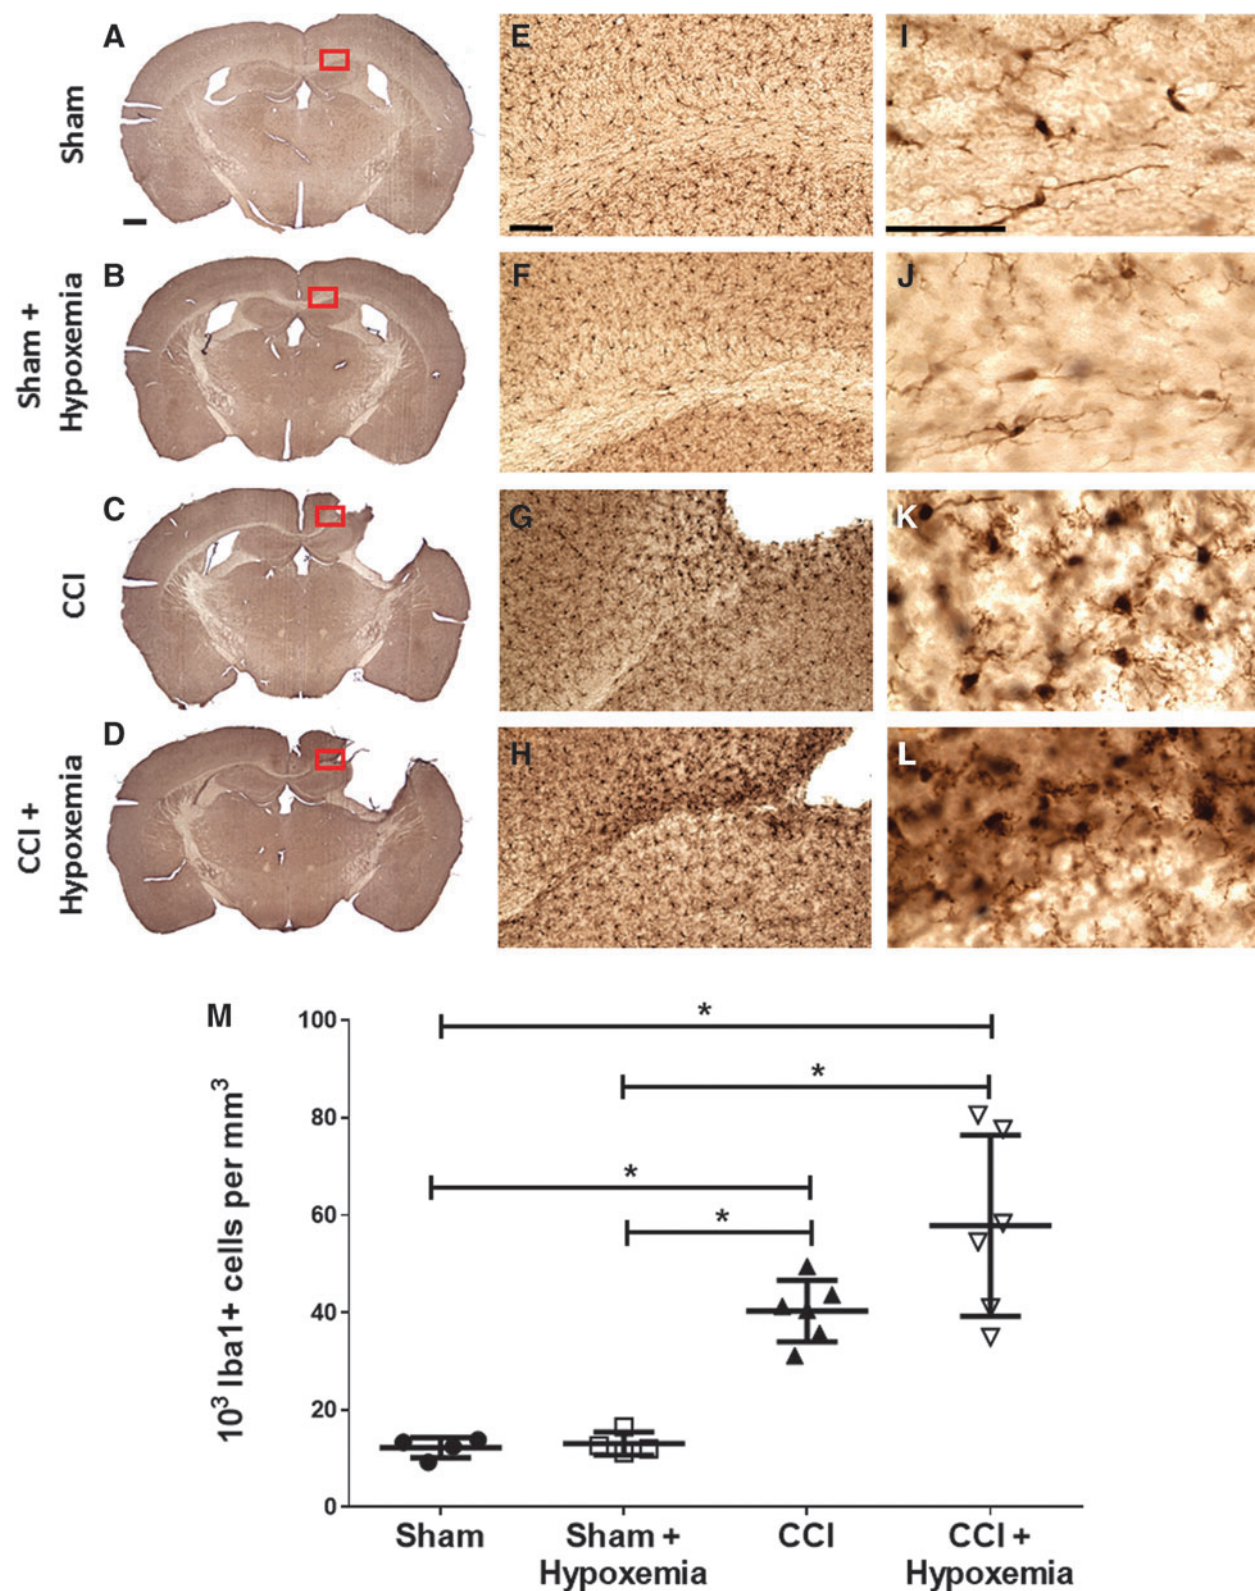 A
E
I
Sham
B
F
J
Sham +
Hypoxemia
C
G
K
CCI
D
H
L
CCI +
Hypoxemia
M
10³ Iba1+ cells per mm³
100
80
60
40
20
0
*
*
*
*
Sham
Sham +
Hypoxemia
CCI
CCI +
Hypoxemia